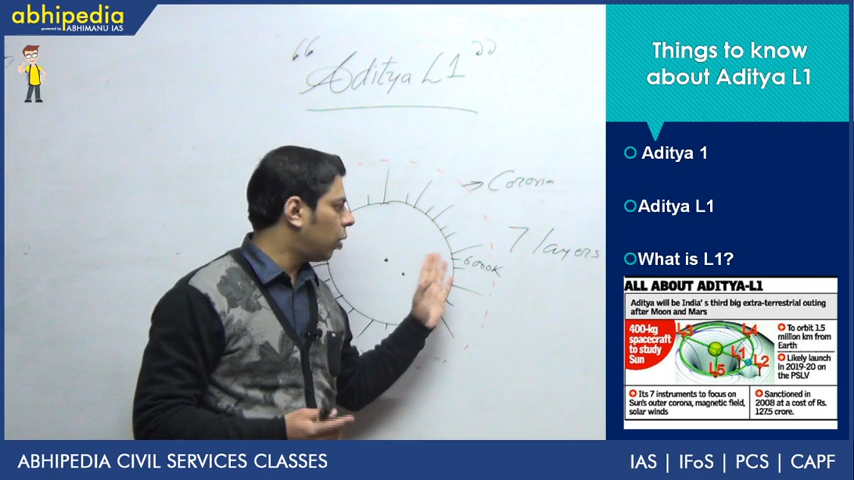 abhipedia
powered by ABHIMANU IAS
"Aditya L1"
→ Corona
7 layers
6000K
Things to know
about Aditya L1
Aditya 1
Aditya L1
What is L1?
ALL ABOUT ADITYA-L1
Aditya will be India's third big extra-terrestrial outing
after Moon and Mars
400-kg
spacecraft
to study
Sun
L3
L4
L1
L2
L5
To orbit 1.5
million km from
Earth
Likely launch
in 2019-20 on
the PSLV
Its 7 instruments to focus on
Sun's outer corona, magnetic field,
solar winds
Sanctioned in
2008 at a cost of Rs.
127.5 crore.
ABHIPEDIA CIVIL SERVICES CLASSES
IAS | IFoS | PCS | CAPF